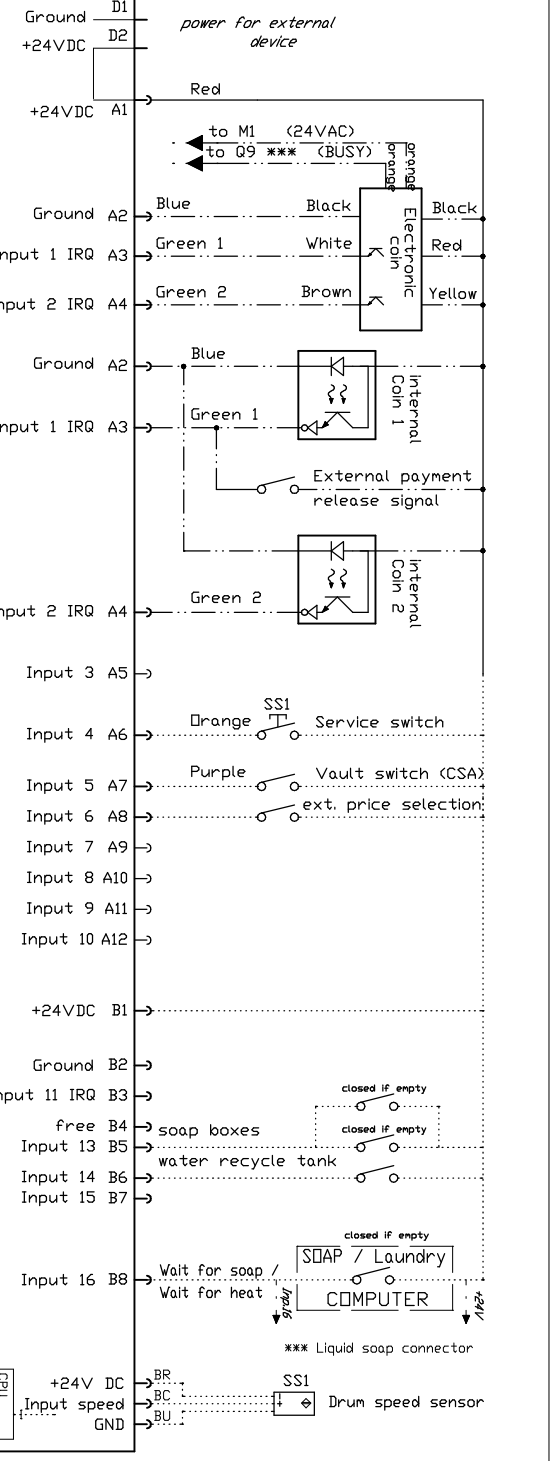 D1
Ground
power for external
device
D2
+24VDC
Red
+24VDC A1
to M1 (24VAC)
to Q9 *** (BUSY)
orange
orange
Ground A2 Blue Black Black
Electronic
coin
nput 1 IRQ A3 Green 1 White Red
nput 2 IRQ A4 Green 2 Brown Yellow
Ground A2 Blue
internal
Coin 1
nput 1 IRQ A3 Green 1
External payment
release signal
internal
Coin 2
nput 2 IRQ A4 Green 2
Input 3 A5
SS1
Input 4 A6 Orange Service switch
Input 5 A7 Purple Vault switch (CSA)
Input 6 A8 ext. price selection
Input 7 A9
Input 8 A10
Input 9 A11
Input 10 A12
+24VDC B1
Ground B2
closed if empty
nput 11 IRQ B3
free B4
soap boxes closed if empty
Input 13 B5
water recycle tank
Input 14 B6
Input 15 B7
closed if empty
SOAP / Laundry
Wait for soap /
Input 16 B8
Wait for heat
COMPUTER
Inp.16
+24V
*** Liquid soap connector
CPU
+24V DC BR SS1
Input speed BC Drum speed sensor
GND BU